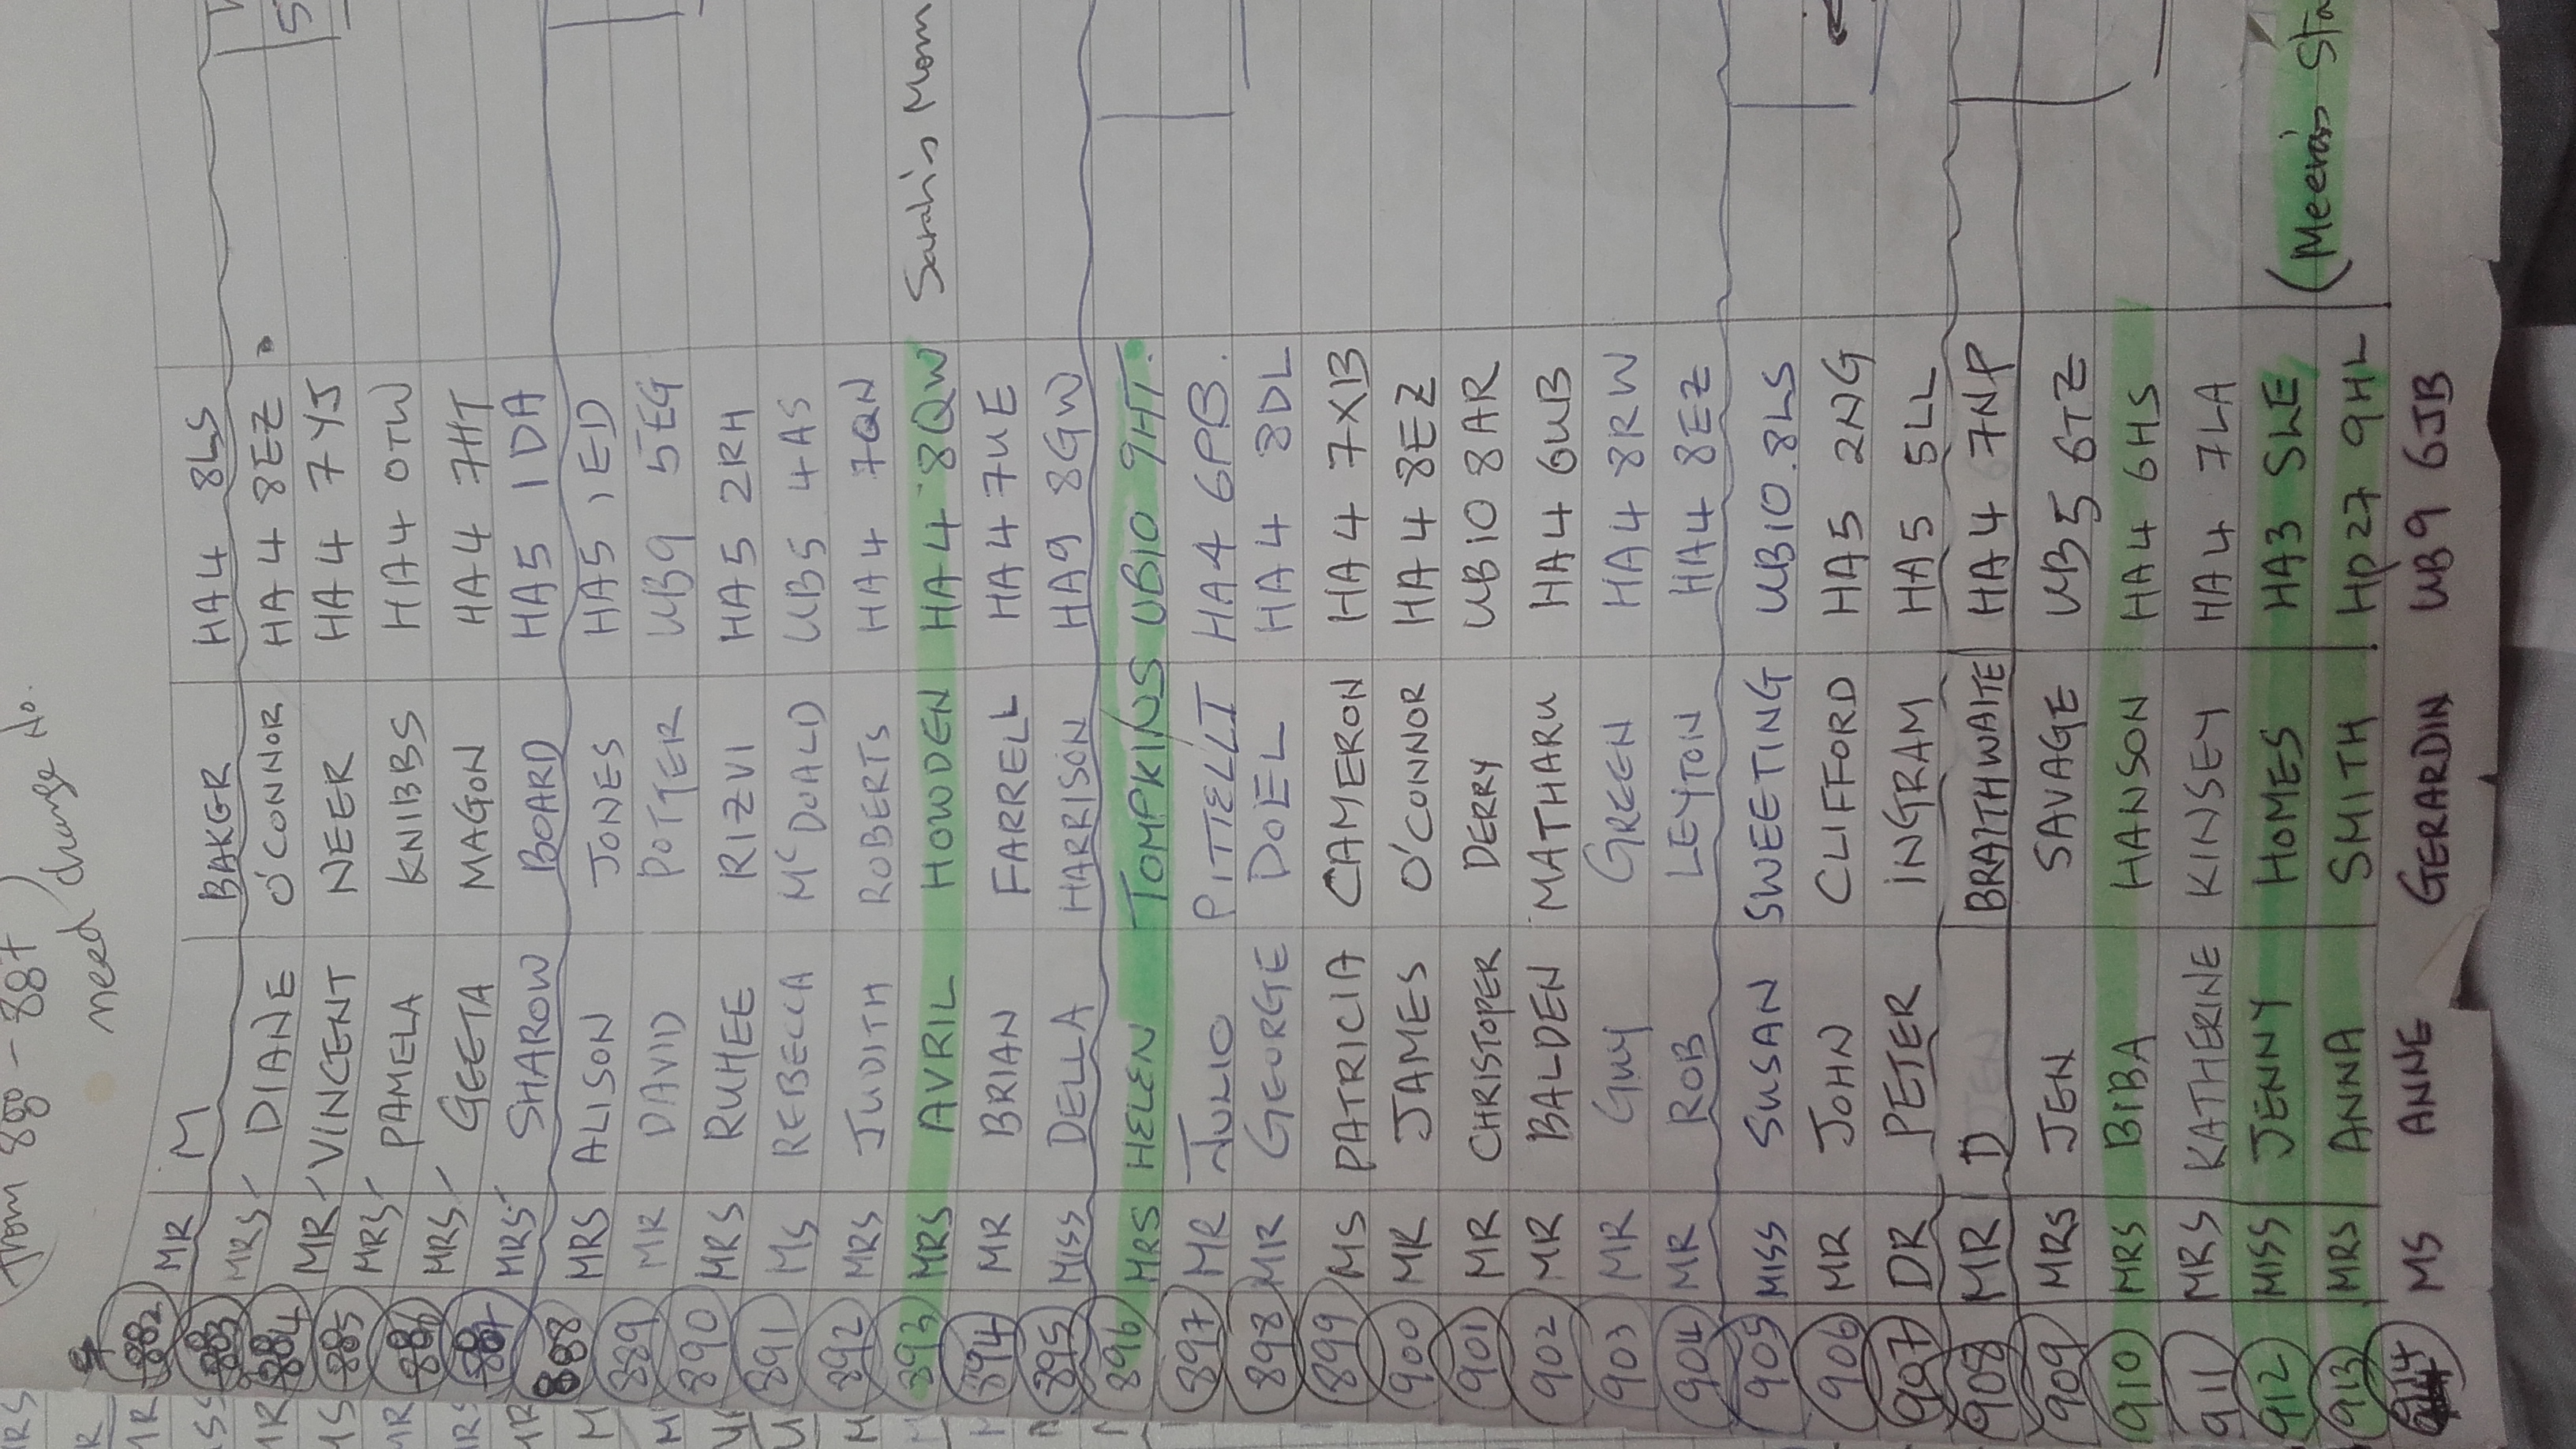 (from 880 - 887)
need change No.
882 MR M BAKER HA4 8LS
883 MRS DIANE O'CONNOR HA4 8EZ
884 MR VINCENT NEER HA4 7YJ
885 MRS PAMELA KNIBBS HA4 0TW
886 MRS GEETA MAGON HA4 7HT
887 MRS SHAROW BOARD HA5 1DA
888 MRS ALISON JONES HA5 1ED
889 MR DAVID POTTER UB9 5EG
890 MRS RUHEE RIZVI HA5 2RH
891 MS REBECCA McDUALD UB5 4AS
892 MRS JUDITH ROBERTS HA4 7QN
893 MRS AVRIL HOWDEN HA4 8QW Sarah's Mom
894 MR BRIAN FARRELL HA4 7UE
895 MISS DELLA HARRISON HA9 8GW
896 MRS HELEN TOMPKINS UB10 9HT.
897 MR JULIO PITTELLI HA4 6PB.
898 MR GEORGE DOEL HA4 8DL
899 MS PATRICIA CAMERON HA4 7XB
900 MR JAMES O'CONNOR HA4 8EZ
901 MR CHRISTOPER DERRY UB10 8AR
902 MR BALDEN MATHARU HA4 6UB
903 MR GUY GREEN HA4 8RW
904 MR ROB LEYTON HA4 8EZ
905 MISS SUSAN SWEETING UB10.8LS
906 MR JOHN CLIFFORD HA5 2NG
907 DR PETER INGRAM HA5 5LL
908 MR D BRAITHWAITE HA4 7NP
909 MRS JEN SAVAGE UB5 6TZ
910 MRS BIBA HANSON HA4 6HS
911 MRS KATHERINE KINSEY HA4 7LA
912 MISS JENNY HOMES HA3 5LE (Meera's Sta
913 MRS ANNA SMITH HP27 9HL
914 MS ANNE GERARDIN UB9 6JB